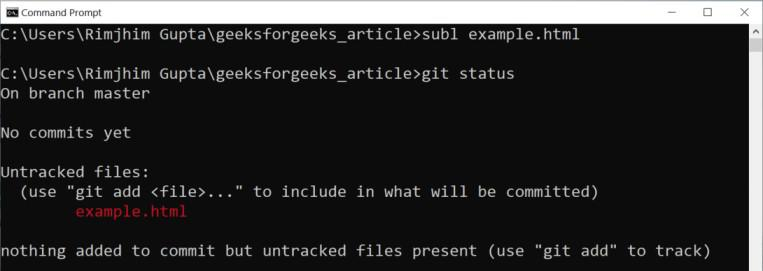 Command Prompt
C:\Users\Rimjhim Gupta\geeksforgeeks_article>subl example.html
C:\Users\Rimjhim Gupta\geeksforgeeks_article>git status
On branch master
No commits yet
Untracked files:
(use "git add <file>..." to include in what will be committed)
example.html
nothing added to commit but untracked files present (use "git add" to track)